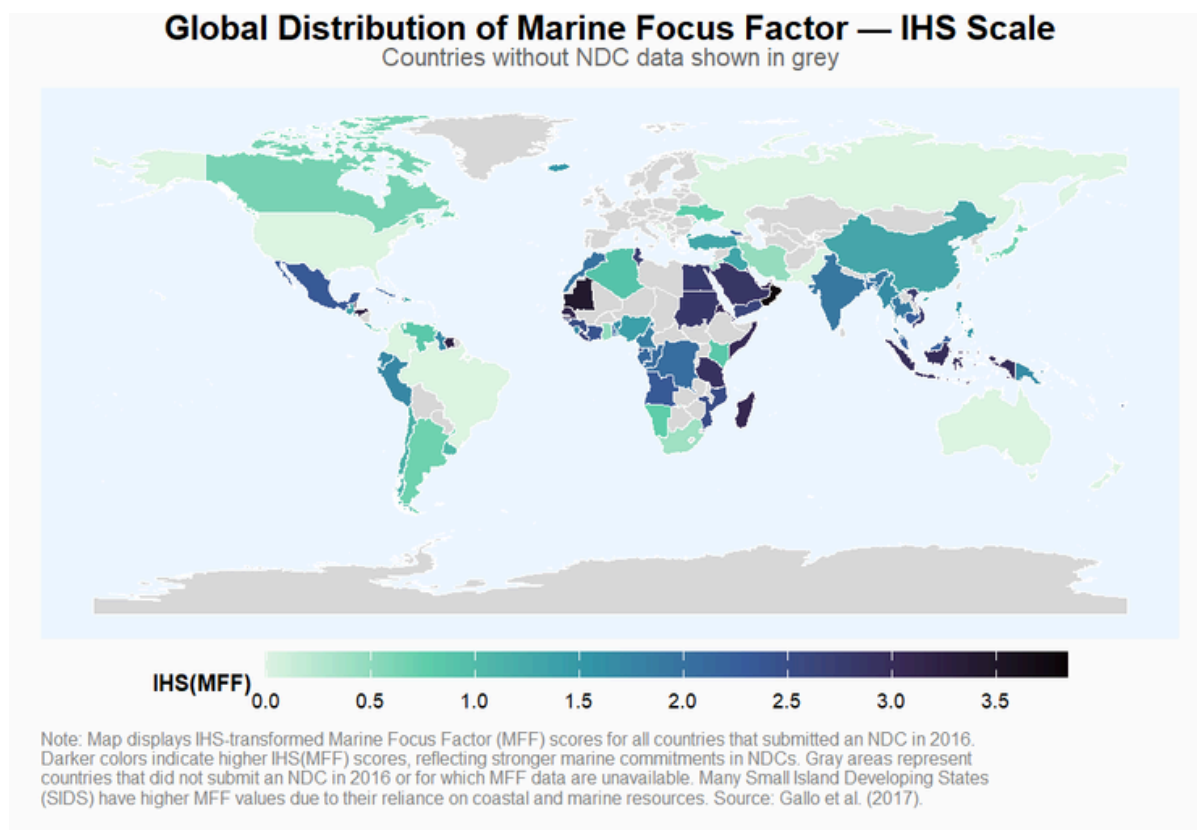 Global Distribution of Marine Focus Factor — IHS Scale
Countries without NDC data shown in grey
IHS(MFF)
0.0 0.5 1.0 1.5 2.0 2.5 3.0 3.5
Note: Map displays IHS-transformed Marine Focus Factor (MFF) scores for all countries that submitted an NDC in 2016.
Darker colors indicate higher IHS(MFF) scores, reflecting stronger marine commitments in NDCs. Gray areas represent
countries that did not submit an NDC in 2016 or for which MFF data are unavailable. Many Small Island Developing States
(SIDS) have higher MFF values due to their reliance on coastal and marine resources. Source: Gallo et al. (2017).